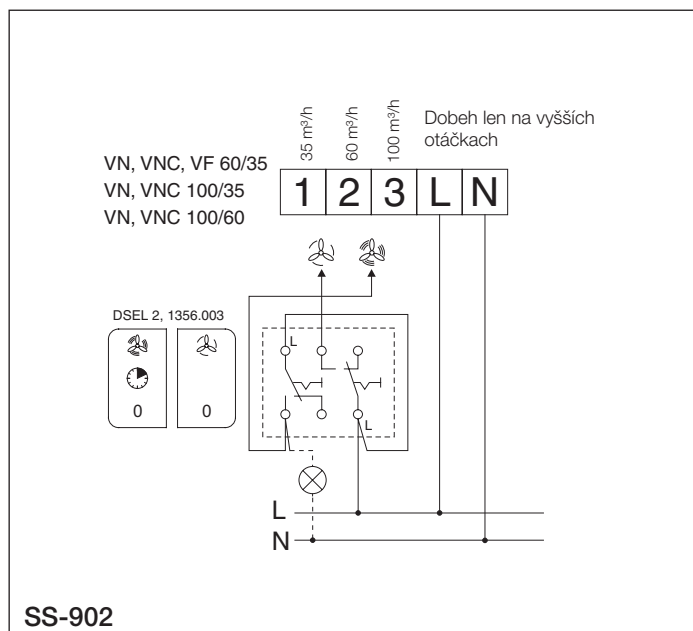 35 m³/h
60 m³/h
100 m³/h
Dobeh len na vyšších
otáčkach
VN, VNC, VF 60/35
VN, VNC 100/35
VN, VNC 100/60
1 2 3 L N
DSEL 2, 1356.003
L
0 0
L
L
N
SS-902